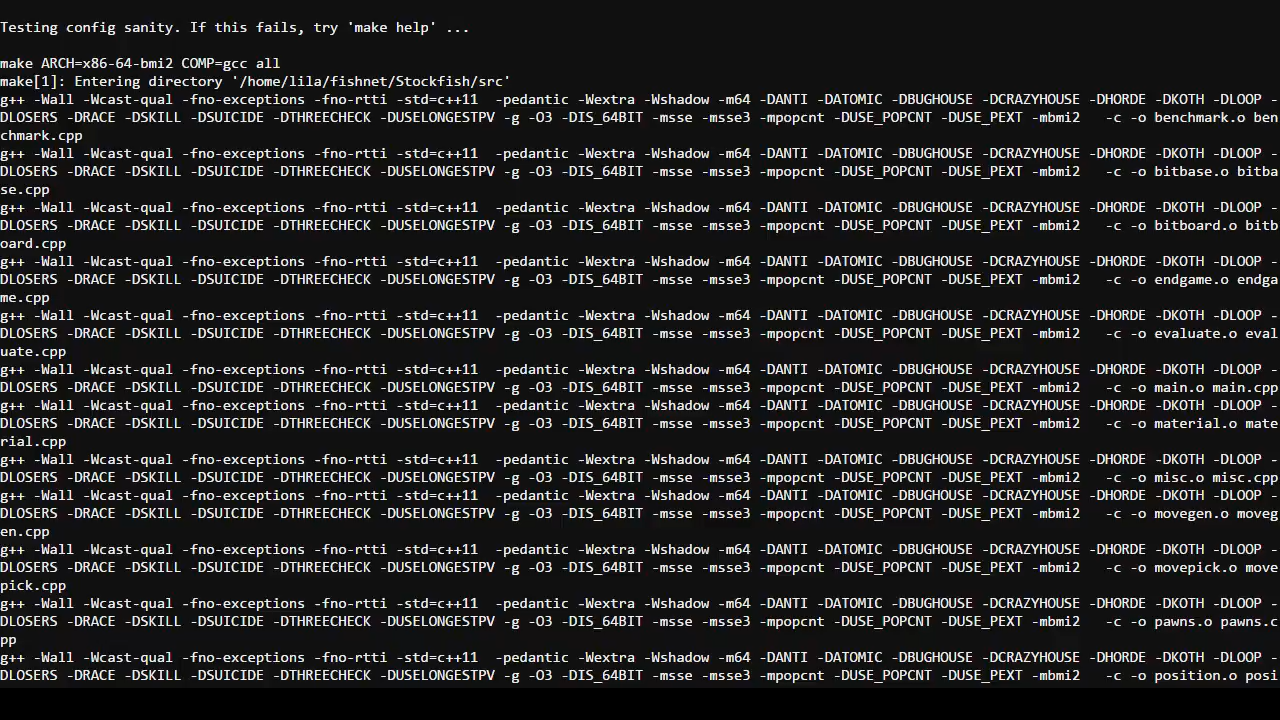 Testing config sanity. If this fails, try 'make help' ...
make ARCH=x86-64-bmi2 COMP=gcc all
make[1]: Entering directory '/home/lila/fishnet/Stockfish/src'
g++ -Wall -Wcast-qual -fno-exceptions -fno-rtti -std=c++11  -pedantic -Wextra -Wshadow -m64 -DANTI -DATOMIC -DBUGHOUSE -DCRAZYHOUSE -DHORDE -DKOTH -DLOOP -
DLOSERS -DRACE -DSKILL -DSUICIDE -DTHREECHECK -DUSELONGESTPV -g -O3 -DIS_64BIT -msse -msse3 -mpopcnt -DUSE_POPCNT -DUSE_PEXT -mbmi2   -c -o benchmark.o ben
chmark.cpp
g++ -Wall -Wcast-qual -fno-exceptions -fno-rtti -std=c++11  -pedantic -Wextra -Wshadow -m64 -DANTI -DATOMIC -DBUGHOUSE -DCRAZYHOUSE -DHORDE -DKOTH -DLOOP -
DLOSERS -DRACE -DSKILL -DSUICIDE -DTHREECHECK -DUSELONGESTPV -g -O3 -DIS_64BIT -msse -msse3 -mpopcnt -DUSE_POPCNT -DUSE_PEXT -mbmi2   -c -o bitbase.o bitba
se.cpp
g++ -Wall -Wcast-qual -fno-exceptions -fno-rtti -std=c++11  -pedantic -Wextra -Wshadow -m64 -DANTI -DATOMIC -DBUGHOUSE -DCRAZYHOUSE -DHORDE -DKOTH -DLOOP -
DLOSERS -DRACE -DSKILL -DSUICIDE -DTHREECHECK -DUSELONGESTPV -g -O3 -DIS_64BIT -msse -msse3 -mpopcnt -DUSE_POPCNT -DUSE_PEXT -mbmi2   -c -o bitboard.o bitb
oard.cpp
g++ -Wall -Wcast-qual -fno-exceptions -fno-rtti -std=c++11  -pedantic -Wextra -Wshadow -m64 -DANTI -DATOMIC -DBUGHOUSE -DCRAZYHOUSE -DHORDE -DKOTH -DLOOP -
DLOSERS -DRACE -DSKILL -DSUICIDE -DTHREECHECK -DUSELONGESTPV -g -O3 -DIS_64BIT -msse -msse3 -mpopcnt -DUSE_POPCNT -DUSE_PEXT -mbmi2   -c -o endgame.o endga
me.cpp
g++ -Wall -Wcast-qual -fno-exceptions -fno-rtti -std=c++11  -pedantic -Wextra -Wshadow -m64 -DANTI -DATOMIC -DBUGHOUSE -DCRAZYHOUSE -DHORDE -DKOTH -DLOOP -
DLOSERS -DRACE -DSKILL -DSUICIDE -DTHREECHECK -DUSELONGESTPV -g -O3 -DIS_64BIT -msse -msse3 -mpopcnt -DUSE_POPCNT -DUSE_PEXT -mbmi2   -c -o evaluate.o eval
uate.cpp
g++ -Wall -Wcast-qual -fno-exceptions -fno-rtti -std=c++11  -pedantic -Wextra -Wshadow -m64 -DANTI -DATOMIC -DBUGHOUSE -DCRAZYHOUSE -DHORDE -DKOTH -DLOOP -
DLOSERS -DRACE -DSKILL -DSUICIDE -DTHREECHECK -DUSELONGESTPV -g -O3 -DIS_64BIT -msse -msse3 -mpopcnt -DUSE_POPCNT -DUSE_PEXT -mbmi2   -c -o main.o main.cpp
g++ -Wall -Wcast-qual -fno-exceptions -fno-rtti -std=c++11  -pedantic -Wextra -Wshadow -m64 -DANTI -DATOMIC -DBUGHOUSE -DCRAZYHOUSE -DHORDE -DKOTH -DLOOP -
DLOSERS -DRACE -DSKILL -DSUICIDE -DTHREECHECK -DUSELONGESTPV -g -O3 -DIS_64BIT -msse -msse3 -mpopcnt -DUSE_POPCNT -DUSE_PEXT -mbmi2   -c -o material.o mate
rial.cpp
g++ -Wall -Wcast-qual -fno-exceptions -fno-rtti -std=c++11  -pedantic -Wextra -Wshadow -m64 -DANTI -DATOMIC -DBUGHOUSE -DCRAZYHOUSE -DHORDE -DKOTH -DLOOP -
DLOSERS -DRACE -DSKILL -DSUICIDE -DTHREECHECK -DUSELONGESTPV -g -O3 -DIS_64BIT -msse -msse3 -mpopcnt -DUSE_POPCNT -DUSE_PEXT -mbmi2   -c -o misc.o misc.cpp
g++ -Wall -Wcast-qual -fno-exceptions -fno-rtti -std=c++11  -pedantic -Wextra -Wshadow -m64 -DANTI -DATOMIC -DBUGHOUSE -DCRAZYHOUSE -DHORDE -DKOTH -DLOOP -
DLOSERS -DRACE -DSKILL -DSUICIDE -DTHREECHECK -DUSELONGESTPV -g -O3 -DIS_64BIT -msse -msse3 -mpopcnt -DUSE_POPCNT -DUSE_PEXT -mbmi2   -c -o movegen.o moveg
en.cpp
g++ -Wall -Wcast-qual -fno-exceptions -fno-rtti -std=c++11  -pedantic -Wextra -Wshadow -m64 -DANTI -DATOMIC -DBUGHOUSE -DCRAZYHOUSE -DHORDE -DKOTH -DLOOP -
DLOSERS -DRACE -DSKILL -DSUICIDE -DTHREECHECK -DUSELONGESTPV -g -O3 -DIS_64BIT -msse -msse3 -mpopcnt -DUSE_POPCNT -DUSE_PEXT -mbmi2   -c -o movepick.o move
pick.cpp
g++ -Wall -Wcast-qual -fno-exceptions -fno-rtti -std=c++11  -pedantic -Wextra -Wshadow -m64 -DANTI -DATOMIC -DBUGHOUSE -DCRAZYHOUSE -DHORDE -DKOTH -DLOOP -
DLOSERS -DRACE -DSKILL -DSUICIDE -DTHREECHECK -DUSELONGESTPV -g -O3 -DIS_64BIT -msse -msse3 -mpopcnt -DUSE_POPCNT -DUSE_PEXT -mbmi2   -c -o pawns.o pawns.c
pp
g++ -Wall -Wcast-qual -fno-exceptions -fno-rtti -std=c++11  -pedantic -Wextra -Wshadow -m64 -DANTI -DATOMIC -DBUGHOUSE -DCRAZYHOUSE -DHORDE -DKOTH -DLOOP -
DLOSERS -DRACE -DSKILL -DSUICIDE -DTHREECHECK -DUSELONGESTPV -g -O3 -DIS_64BIT -msse -msse3 -mpopcnt -DUSE_POPCNT -DUSE_PEXT -mbmi2   -c -o position.o posi